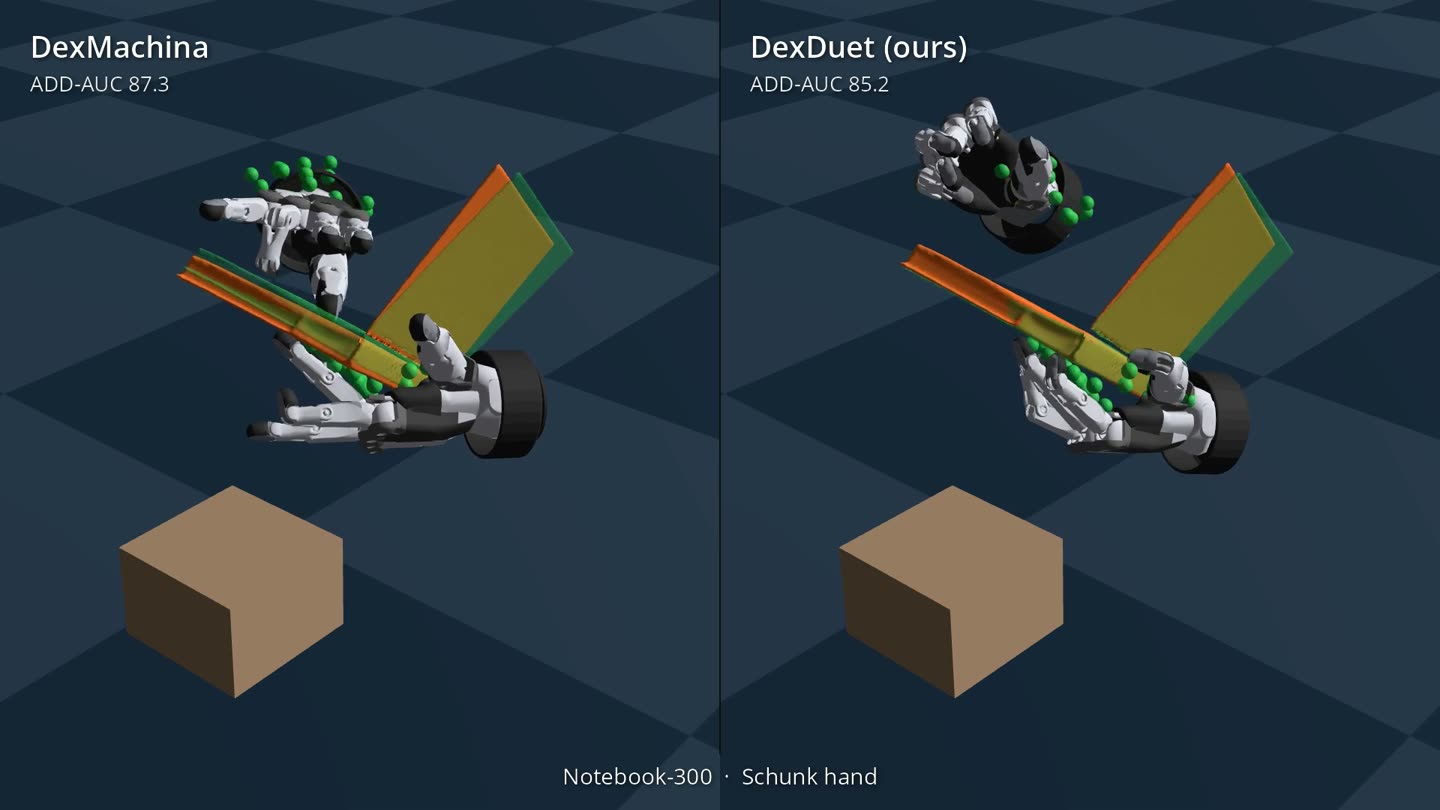 DexMachina
ADD-AUC 87.3
DexDuet (ours)
ADD-AUC 85.2
Notebook-300 · Schunk hand